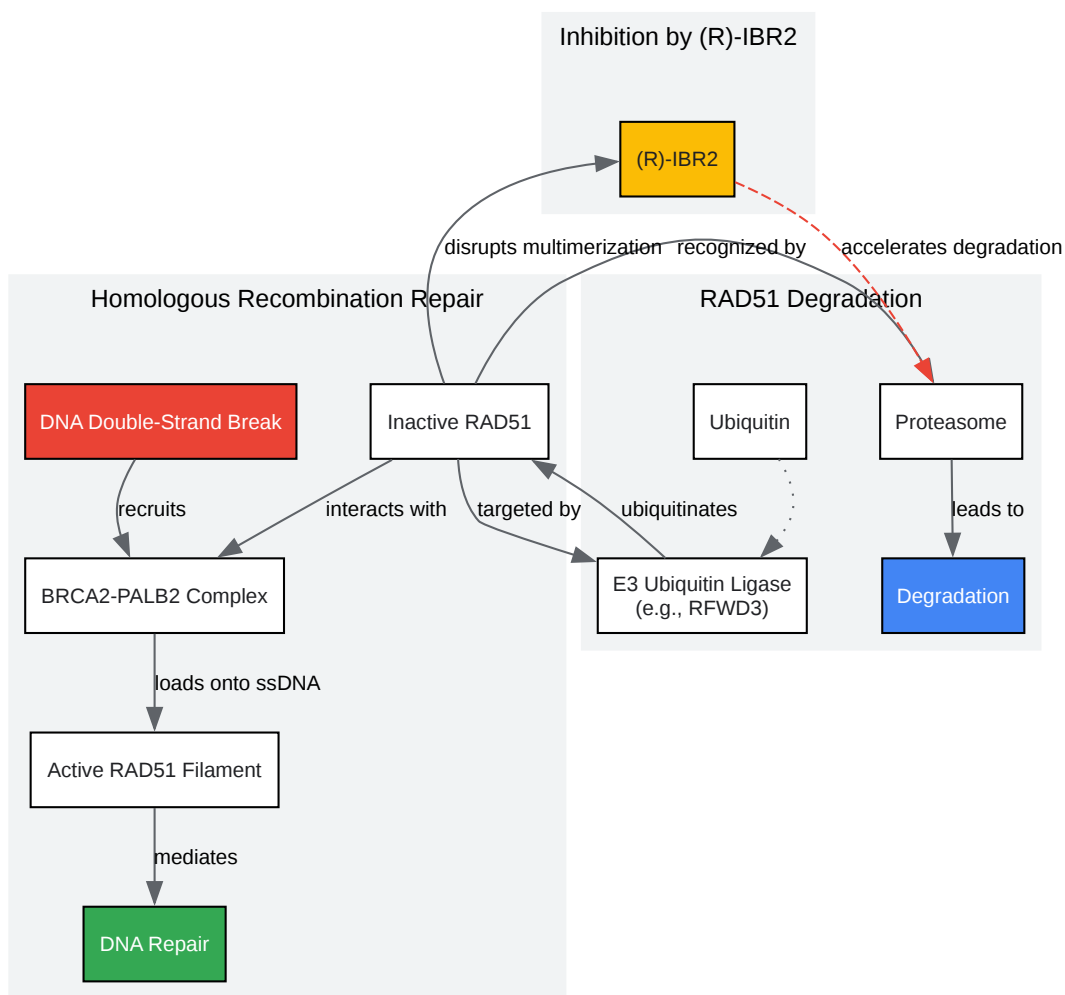 Inhibition by (R)-IBR2
(R)-IBR2
disrupts multimerization
recognized by
accelerates degradation
Homologous Recombination Repair
RAD51 Degradation
DNA Double-Strand Break
Inactive RAD51
Ubiquitin
Proteasome
recruits
interacts with
targeted by
ubiquitinates
leads to
BRCA2-PALB2 Complex
E3 Ubiquitin Ligase
(e.g., RFWD3)
Degradation
loads onto ssDNA
Active RAD51 Filament
mediates
DNA Repair